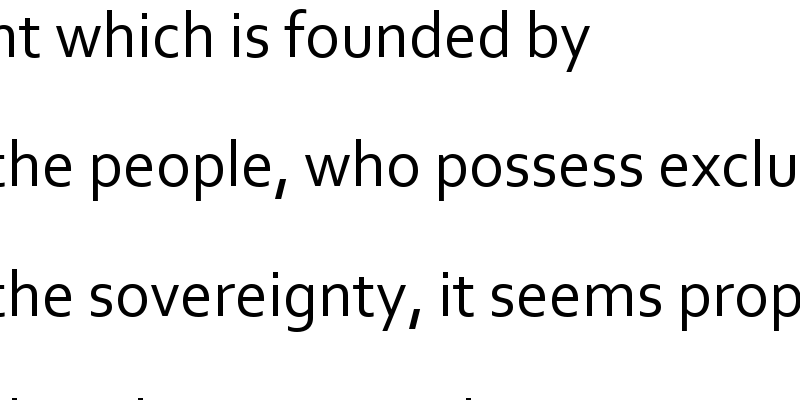 nt which is founded by
the people, who possess exclu
the sovereignty, it seems prop